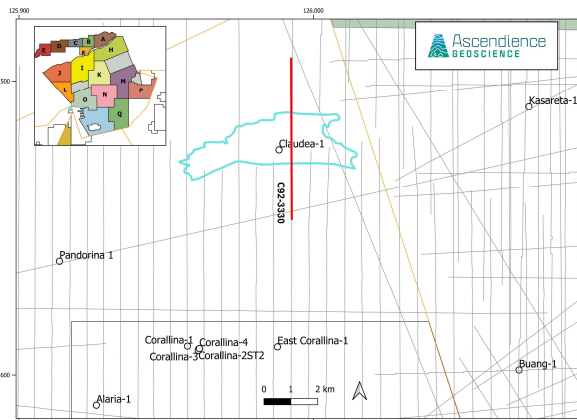 125.900
126.000
500
600
Ascendience
GEOSCIENCE
E
D
C
B
A
F
H
J
I
K
L
M
P
O
N
Q
Kasareta-1
Claudea-1
C92-3330
Pandorina 1
Corallina-1
Corallina-4
Corallina-3
Corallina-2ST2
East Corallina-1
Buang-1
Alaria-1
0 1 2 km